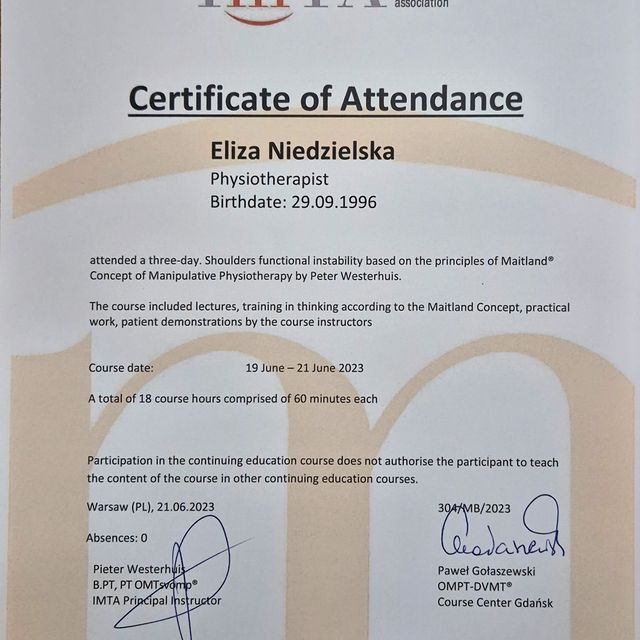 association
Certificate of Attendance
Eliza Niedzielska
Physiotherapist
Birthdate: 29.09.1996
attended a three-day. Shoulders functional instability based on the principles of Maitland®
Concept of Manipulative Physiotherapy by Peter Westerhuis.
The course included lectures, training in thinking according to the Maitland Concept, practical
work, patient demonstrations by the course instructors
Course date: 19 June – 21 June 2023
A total of 18 course hours comprised of 60 minutes each
Participation in the continuing education course does not authorise the participant to teach
the content of the course in other continuing education courses.
Warsaw (PL), 21.06.2023 304/MB/2023
Absences: 0
Pieter Westerhuis
B.PT, PT OMTsvomp®
IMTA Principal Instructor
Paweł Gołaszewski
OMPT-DVMT®
Course Center Gdańsk